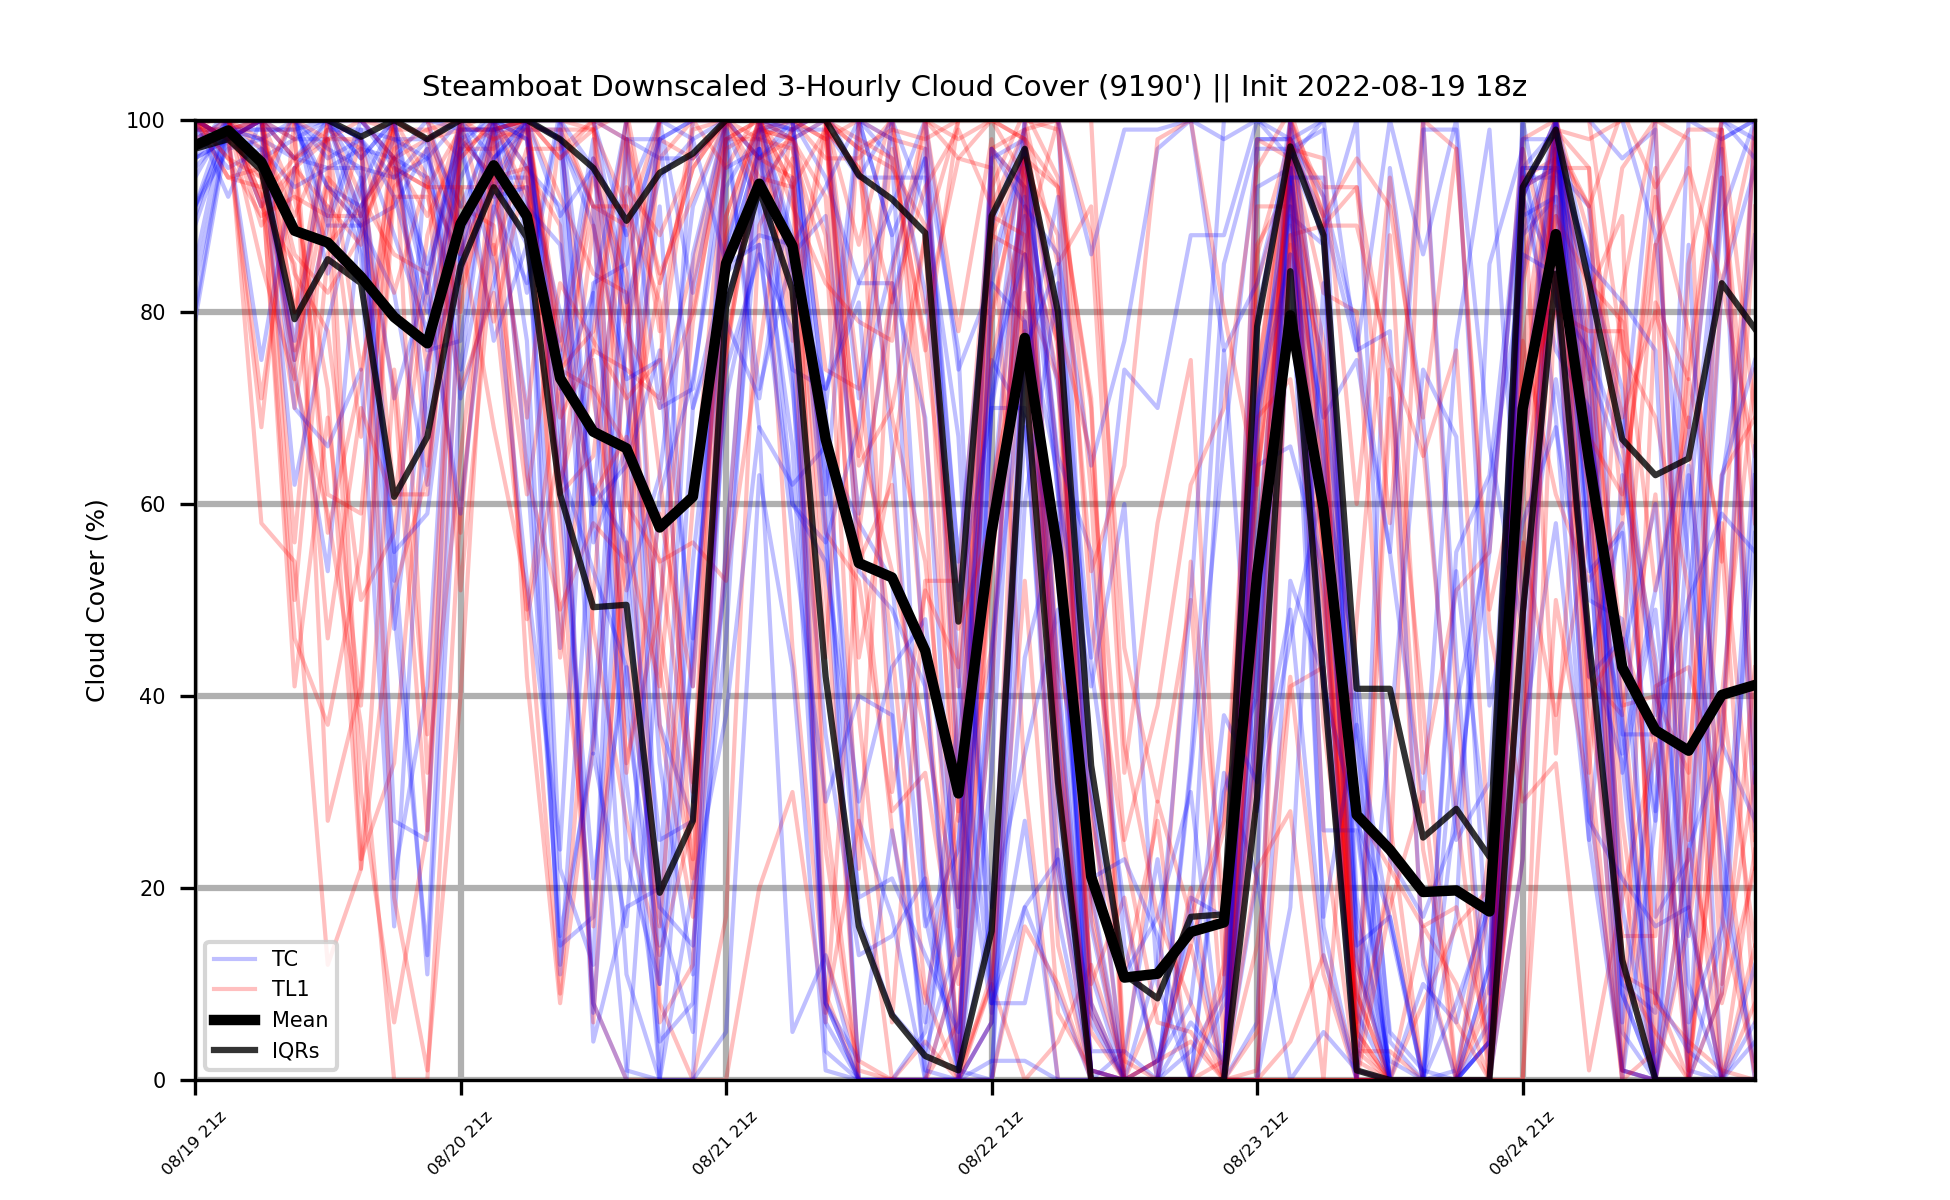 Steamboat Downscaled 3-Hourly Cloud Cover (9190') || Init 2022-08-19 18z
Cloud Cover (%)
100
80
60
40
20
0
TC
TL1
Mean
IQRs
08/19 21z
08/20 21z
08/21 21z
08/22 21z
08/23 21z
08/24 21z